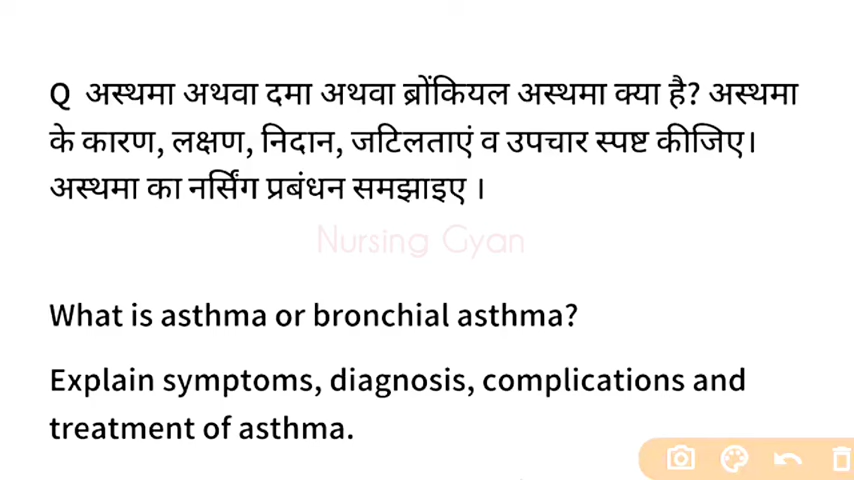 Q अस्थमा अथवा दमा अथवा ब्रोंकियल अस्थमा क्या है? अस्थमा
के कारण, लक्षण, निदान, जटिलताएं व उपचार स्पष्ट कीजिए।
अस्थमा का नर्सिंग प्रबंधन समझाइए ।
Nursing Gyan
What is asthma or bronchial asthma?
Explain symptoms, diagnosis, complications and
treatment of asthma.